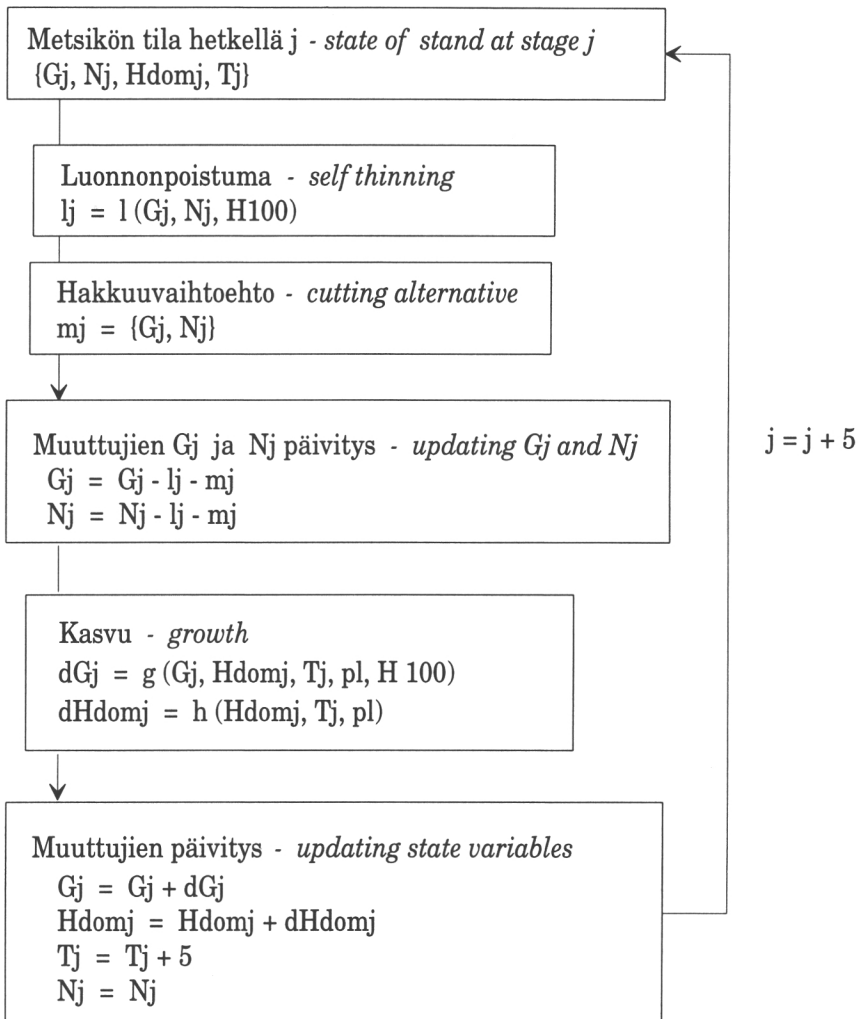 Metsikön tila hetkellä j - state of stand at stage j
{Gj, Nj, Hdomj, Tj}
Luonnonpoistuma - self thinning
lj = l (Gj, Nj, H100)
Hakkuuvaihtoehto - cutting alternative
mj = {Gj, Nj}
Muuttujien Gj ja Nj päivitys - updating Gj and Nj
Gj = Gj - lj - mj
Nj = Nj - lj - mj
j = j + 5
Kasvu - growth
dGj = g (Gj, Hdomj, Tj, pl, H 100)
dHdomj = h (Hdomj, Tj, pl)
Muuttujien päivitys - updating state variables
Gj = Gj + dGj
Hdomj = Hdomj + dHdomj
Tj = Tj + 5
Nj = Nj